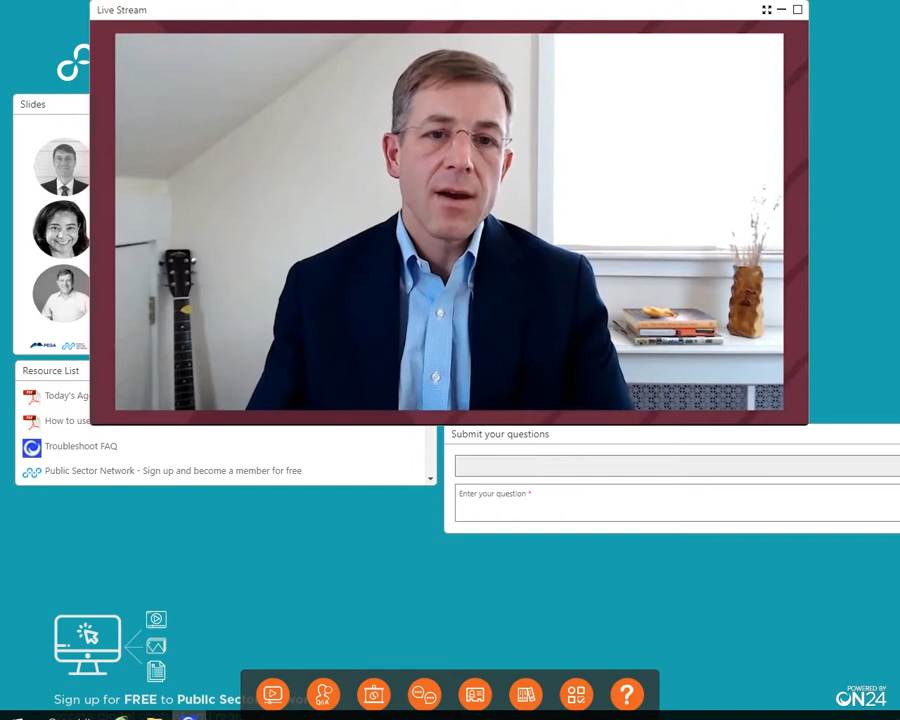 Live Stream
Slides
PEGA
Resource List
Today's Ag
How to use
Troubleshoot FAQ
Public Sector Network - Sign up and become a member for free
Submit your questions
Enter your question *
Sign up for FREE to Public Sect
Q&A
?
POWERED BY
ON24